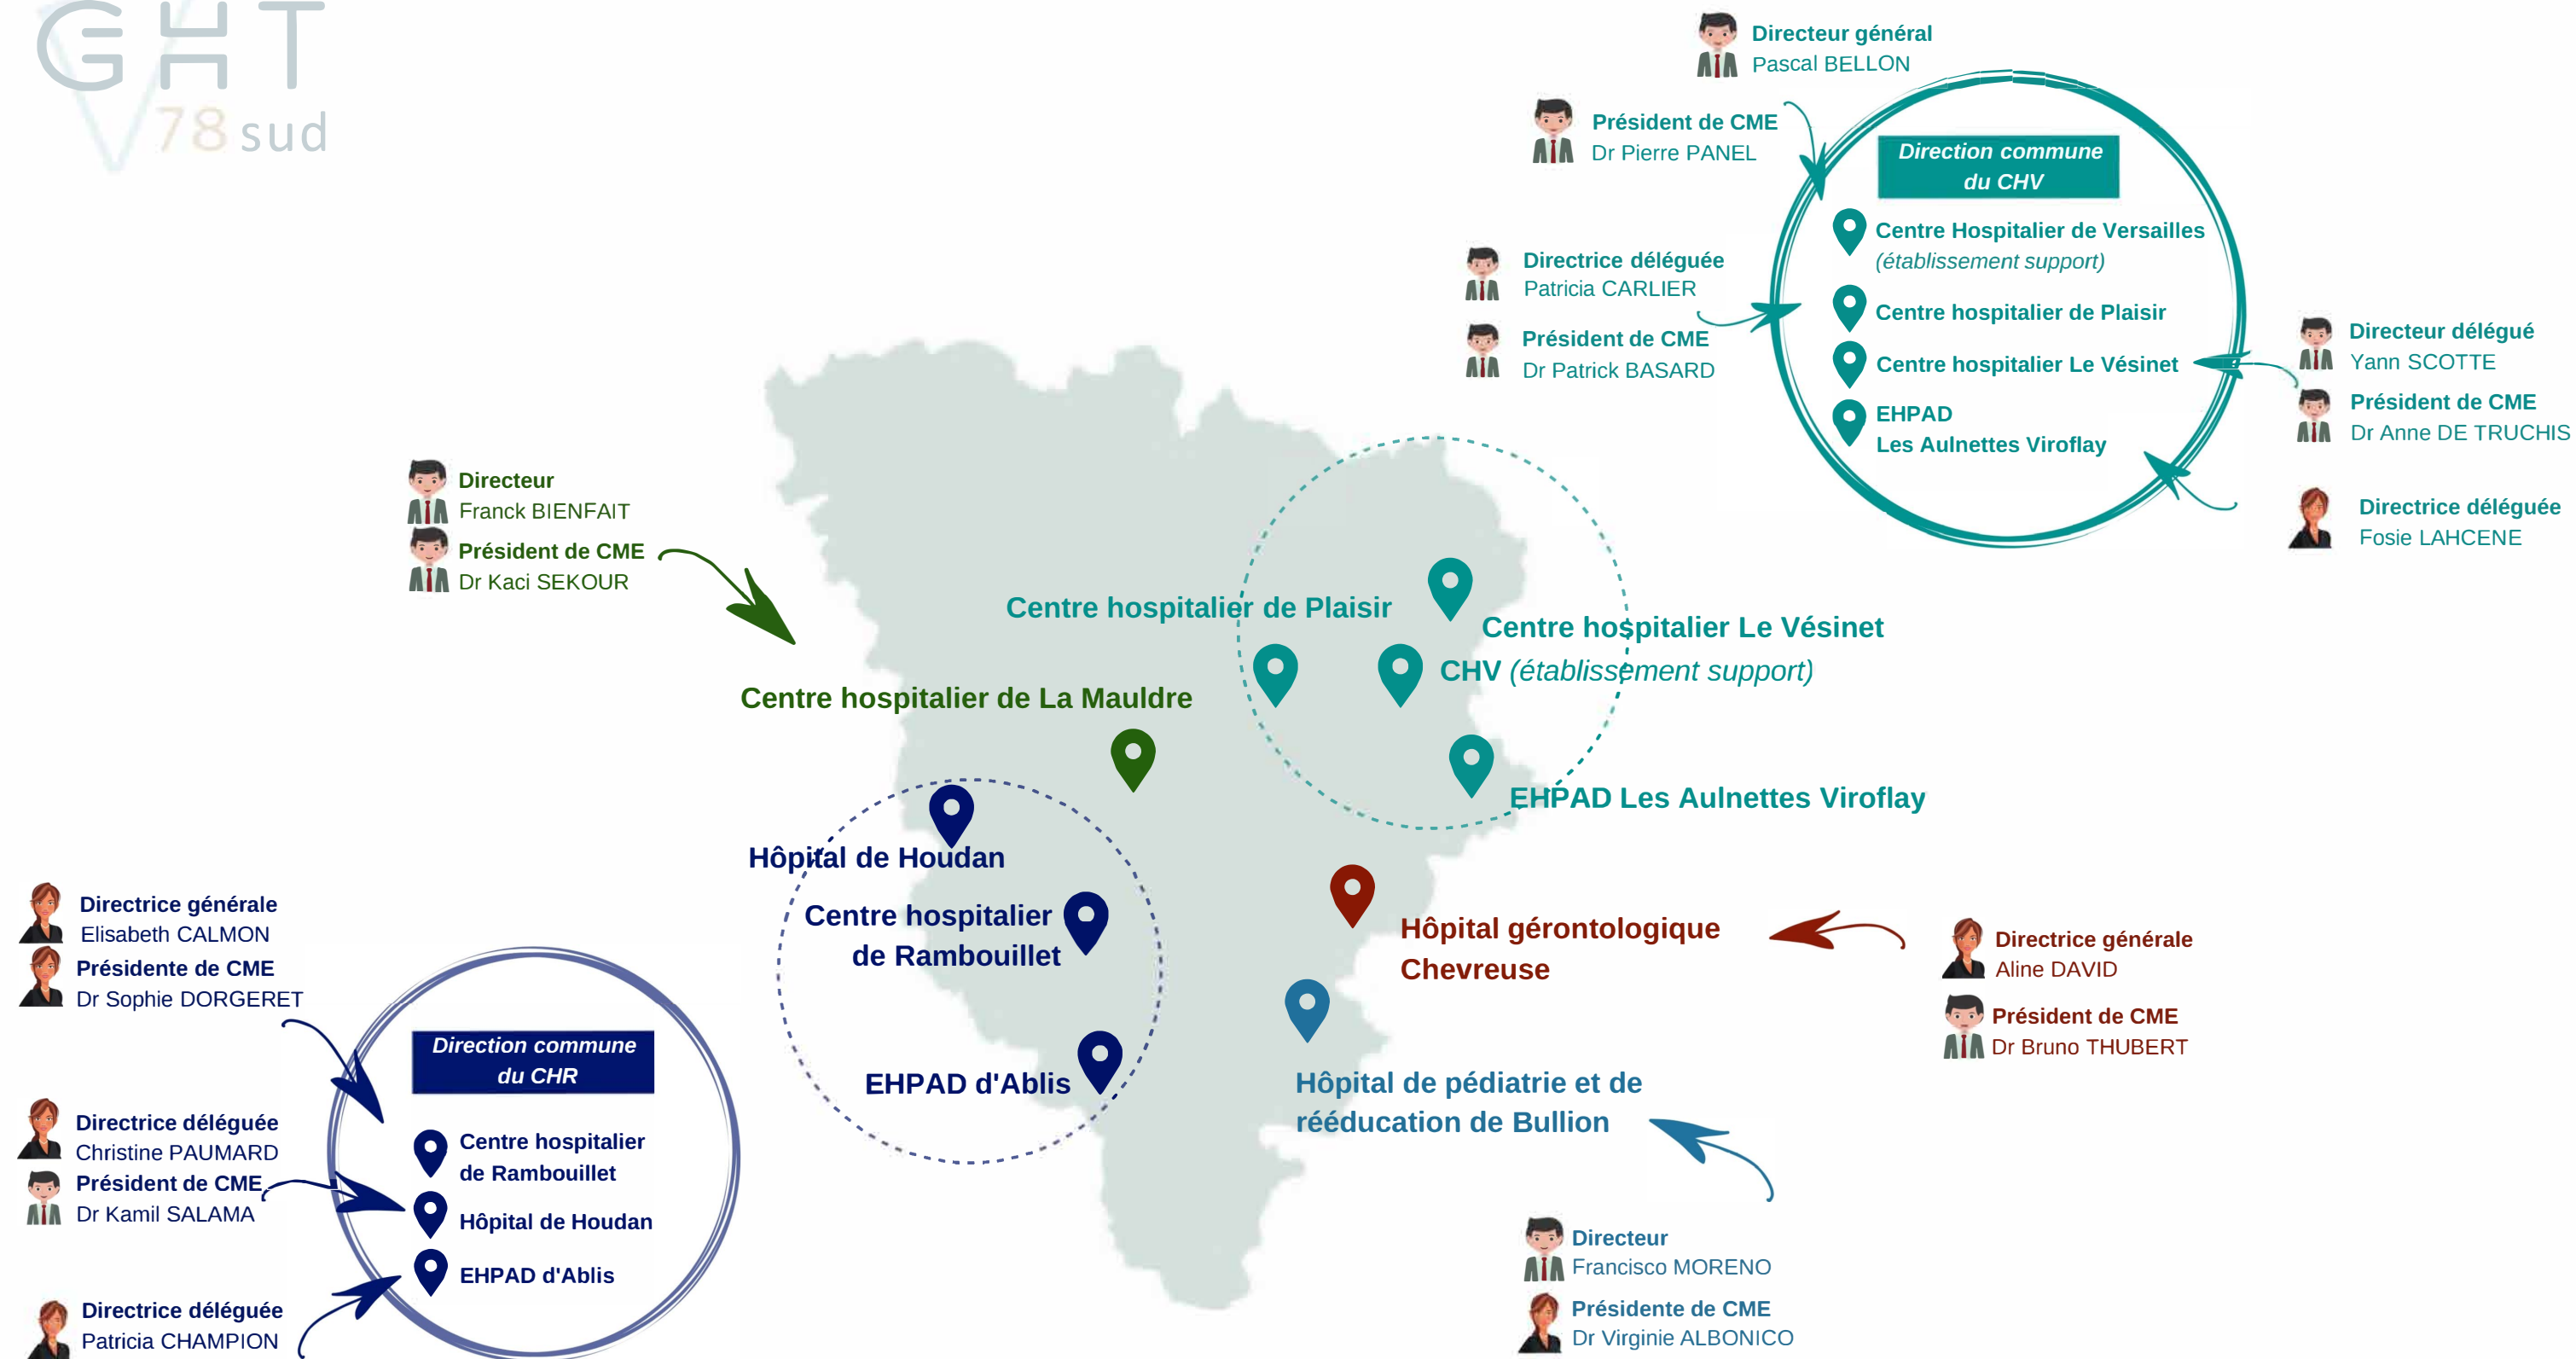 GHT
V
78 sud
Directeur général
Pascal BELLON
Président de CME
Dr Pierre PANEL
Directrice déléguée
Patricia CARLIER
Président de CME
Dr Patrick BASARD
Direction commune
du CHV
Centre Hospitalier de Versailles
(établissement support)
Centre hospitalier de Plaisir
Centre hospitalier Le Vésinet
EHPAD
Les Aulnettes Viroflay
Directeur délégué
Yann SCOTTE
Président de CME
Dr Anne DE TRUCHIS
Directrice déléguée
Fosie LAHCENE
Directeur
Franck BIENFAIT
Président de CME
Dr Kaci SEKOUR
Centre hospitalier de Plaisir
Centre hospitalier Le Vésinet
CHV (établissement support)
Centre hospitalier de La Mauldre
EHPAD Les Aulnettes Viroflay
Hôpital de Houdan
Centre hospitalier
de Rambouillet
EHPAD d'Ablis
Hôpital gérontologique
Chevreuse
Directrice générale
Aline DAVID
Président de CME
Dr Bruno THUBERT
Hôpital de pédiatrie et de
rééducation de Bullion
Directeur
Francisco MORENO
Présidente de CME
Dr Virginie ALBONICO
Directrice générale
Elisabeth CALMON
Présidente de CME
Dr Sophie DORGERET
Directrice déléguée
Christine PAUMARD
Président de CME
Dr Kamil SALAMA
Directrice déléguée
Patricia CHAMPION
Direction commune
du CHR
Centre hospitalier
de Rambouillet
Hôpital de Houdan
EHPAD d'Ablis